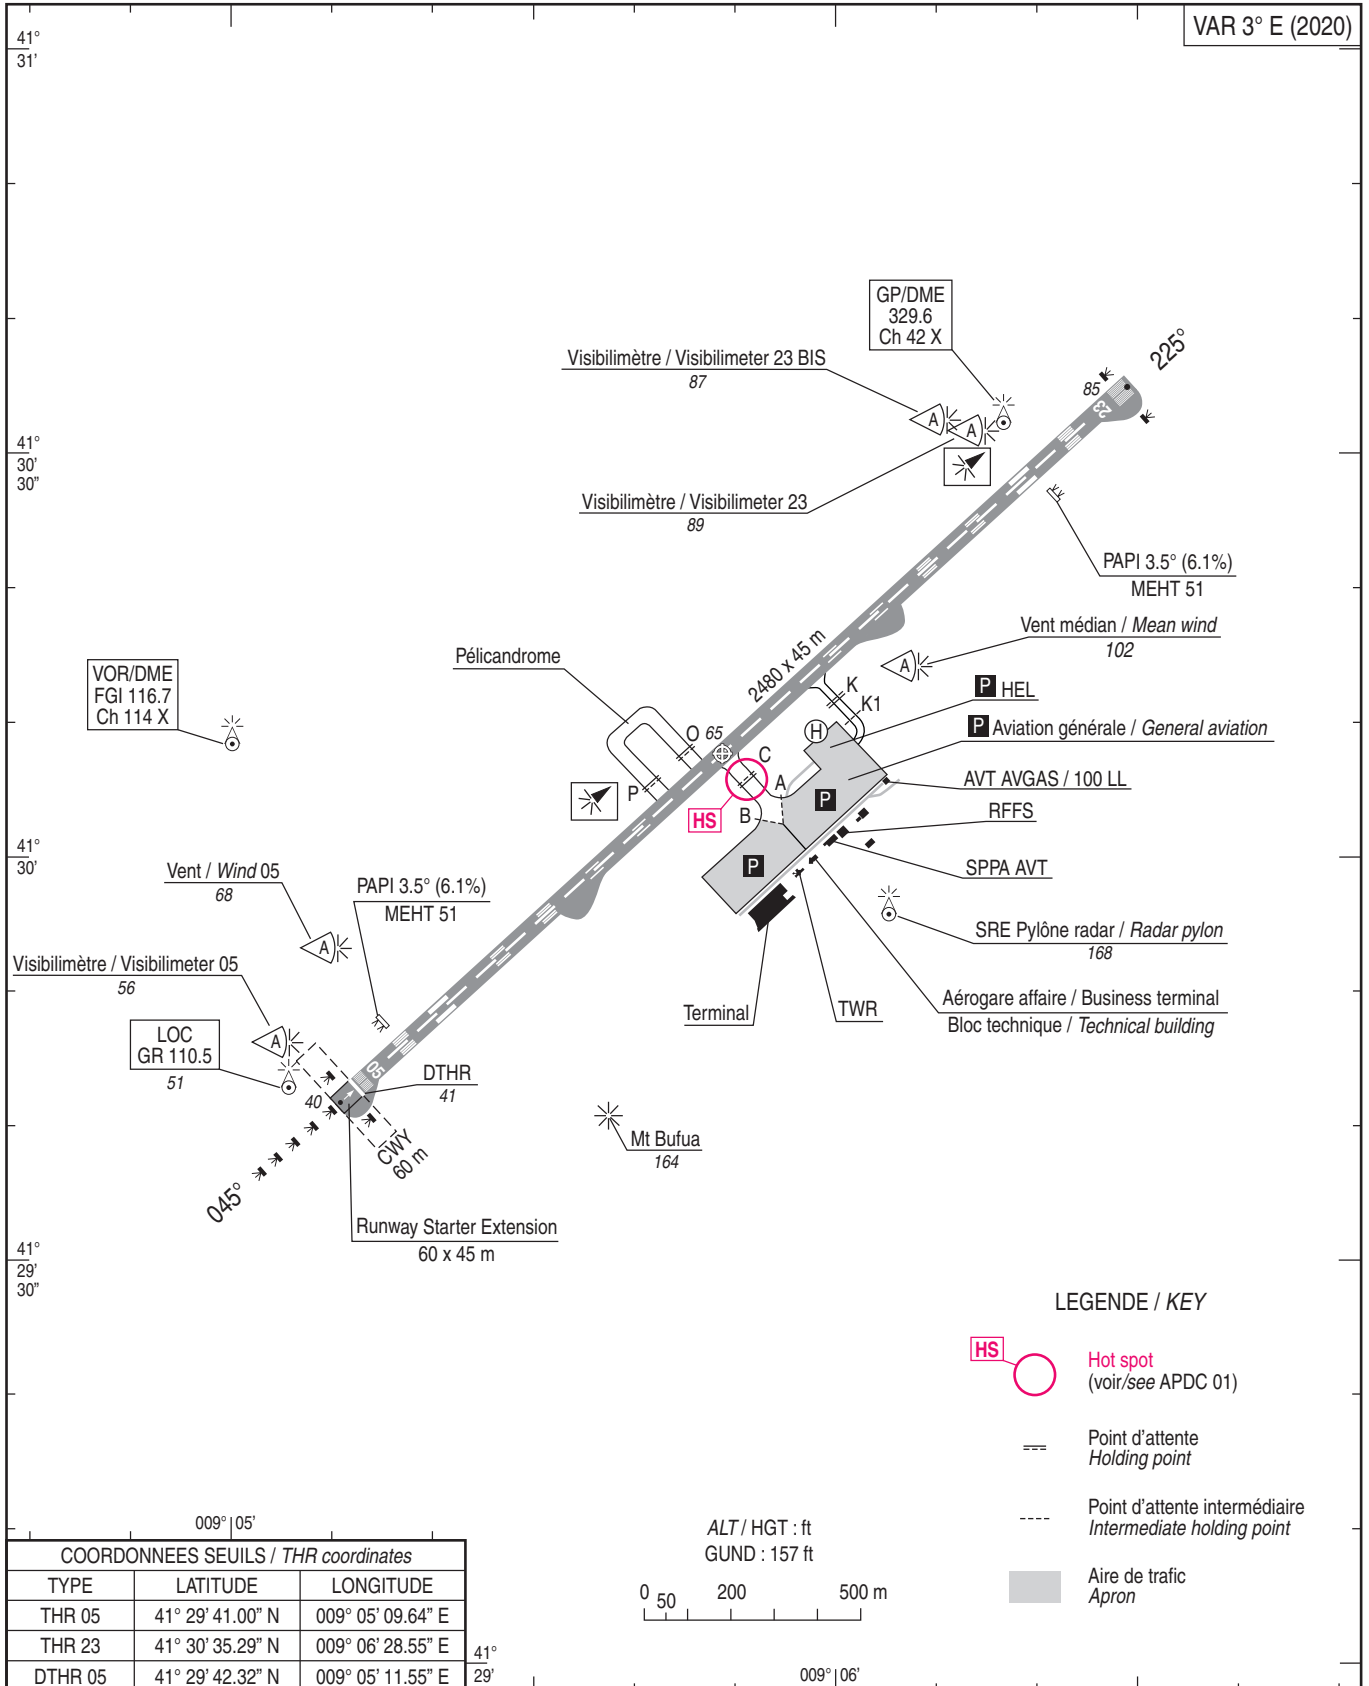 VAR 3° E (2020)
41°
31'
GP/DME
329.6
Ch 42 X
225°
Visibilimètre / Visibilimeter 23 BIS
87
85
23
41°
30'
30"
A
A
Visibilimètre / Visibilimeter 23
89
PAPI 3.5° (6.1%)
MEHT 51
Vent médian / Mean wind
102
A
2480 x 45 m
Pélicandrome
VOR/DME
FGI 116.7
Ch 114 X
P HEL
K
K1
H
O
65
P Aviation générale / General aviation
C
A
AVT AVGAS / 100 LL
P
P
HS
B
RFFS
41°
30'
P
SPPA AVT
Vent / Wind 05
68
PAPI 3.5° (6.1%)
MEHT 51
SRE Pylône radar / Radar pylon
168
A
Visibilimètre / Visibilimeter 05
56
Aérogare affaire / Business terminal
Bloc technique / Technical building
Terminal
TWR
LOC
GR 110.5
51
A
05
DTHR
41
40
CWY
60 m
Mt Bufua
164
045°
Runway Starter Extension
60 x 45 m
41°
29'
30"
LEGENDE / KEY
HS
Hot spot
(voir/see APDC 01)
Point d'attente
Holding point
Point d'attente intermédiaire
Intermediate holding point
Aire de trafic
Apron
009° 05'
ALT / HGT : ft
GUND : 157 ft
0 50 200 500 m
COORDONNEES SEUILS / THR coordinates
TYPE LATITUDE LONGITUDE
THR 05 41° 29' 41.00" N 009° 05' 09.64" E
THR 23 41° 30' 35.29" N 009° 06' 28.55" E
DTHR 05 41° 29' 42.32" N 009° 05' 11.55" E
41°
29'
009° 06'